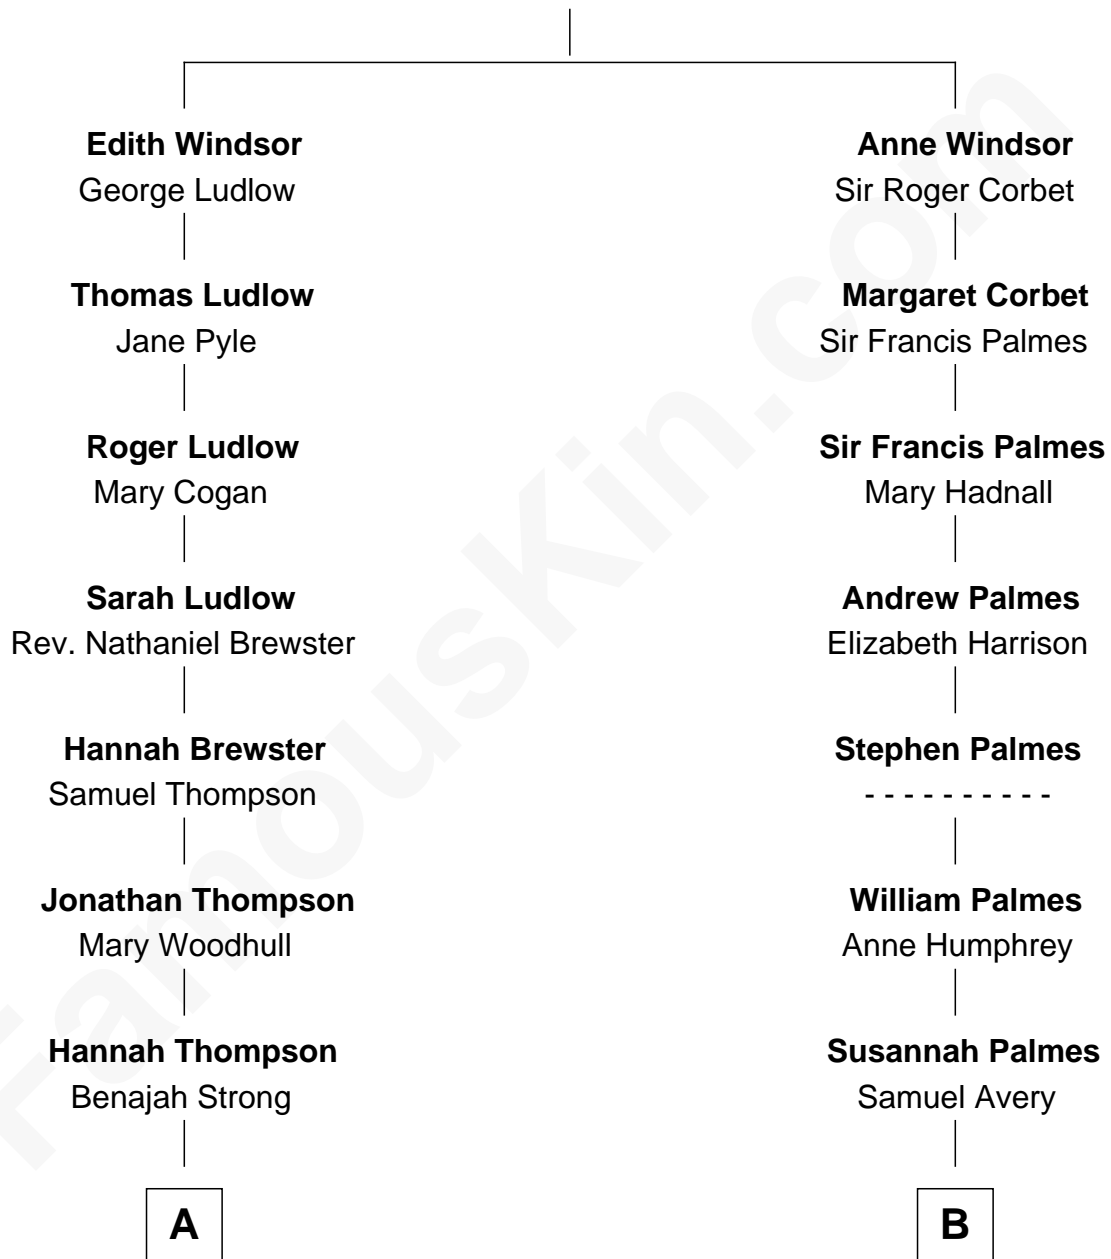 Edith Windsor
George Ludlow
Anne Windsor
Sir Roger Corbet
Thomas Ludlow
Jane Pyle
Margaret Corbet
Sir Francis Palmes
Roger Ludlow
Mary Cogan
Sir Francis Palmes
Mary Hadnall
Sarah Ludlow
Rev. Nathaniel Brewster
Andrew Palmes
Elizabeth Harrison
Hannah Brewster
Samuel Thompson
Stephen Palmes
- - - - - - - - - -
Jonathan Thompson
Mary Woodhull
William Palmes
Anne Humphrey
Hannah Thompson
Benajah Strong
Susannah Palmes
Samuel Avery
A
B
FamousKin.com